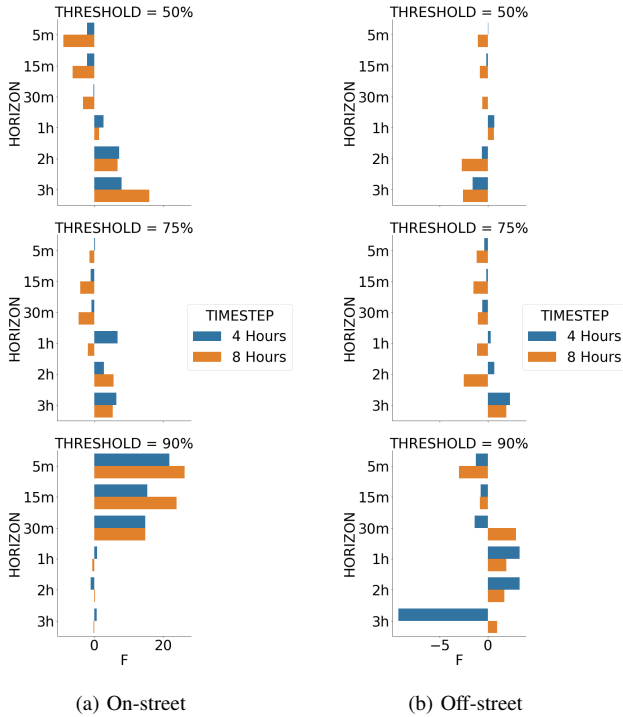 THRESHOLD = 50%
HORIZON
5m
15m
30m
1h
2h
3h
THRESHOLD = 75%
HORIZON
5m
15m
30m
1h
2h
3h
TIMESTEP
4 Hours
8 Hours
THRESHOLD = 90%
HORIZON
5m
15m
30m
1h
2h
3h
0 20
F
(a) On-street
THRESHOLD = 50%
HORIZON
5m
15m
30m
1h
2h
3h
THRESHOLD = 75%
HORIZON
5m
15m
30m
1h
2h
3h
TIMESTEP
4 Hours
8 Hours
THRESHOLD = 90%
HORIZON
5m
15m
30m
1h
2h
3h
−5 0
F
(b) Off-street